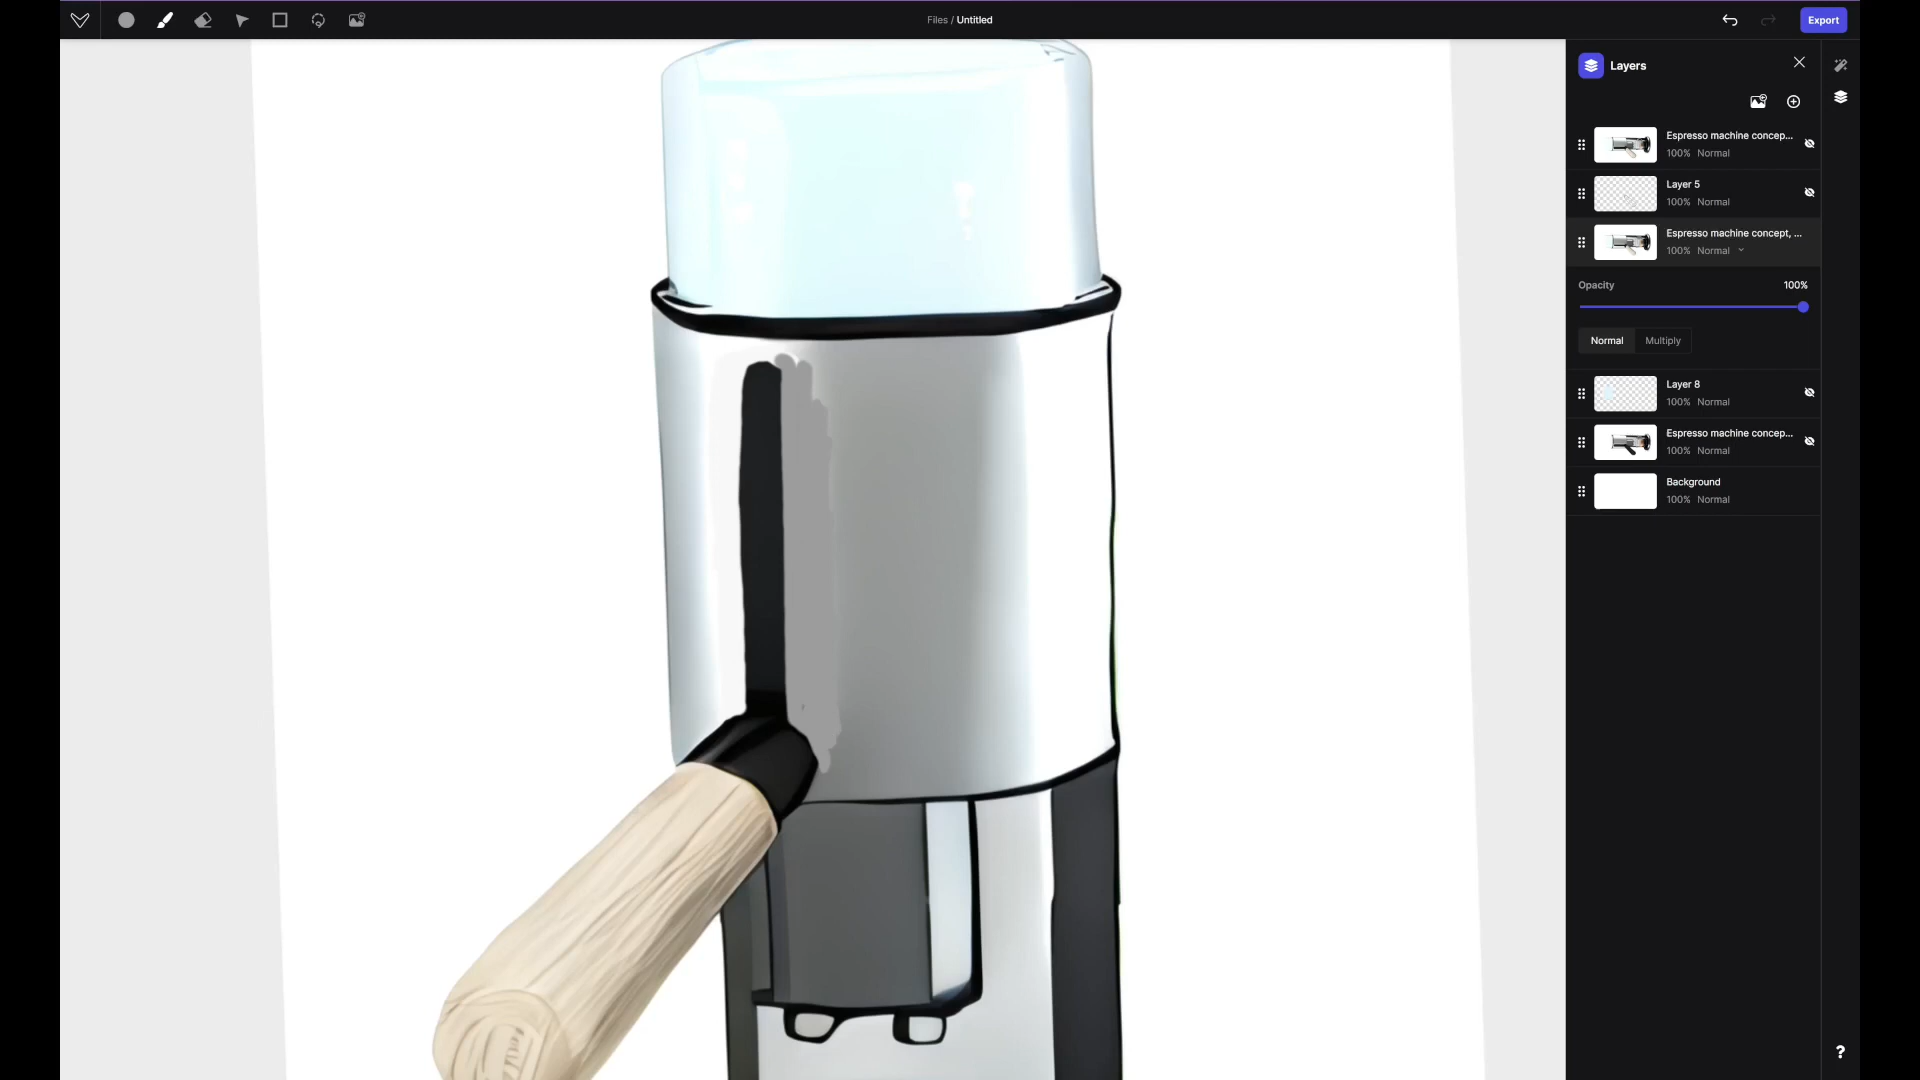 Files / Untitled
Export
Layers
Espresso machine concep...
100% Normal
Layer 5
100% Normal
Espresso machine concept, ...
100% Normal
Opacity 100%
Normal Multiply
Layer 8
100% Normal
Espresso machine concep...
100% Normal
Background
100% Normal
?